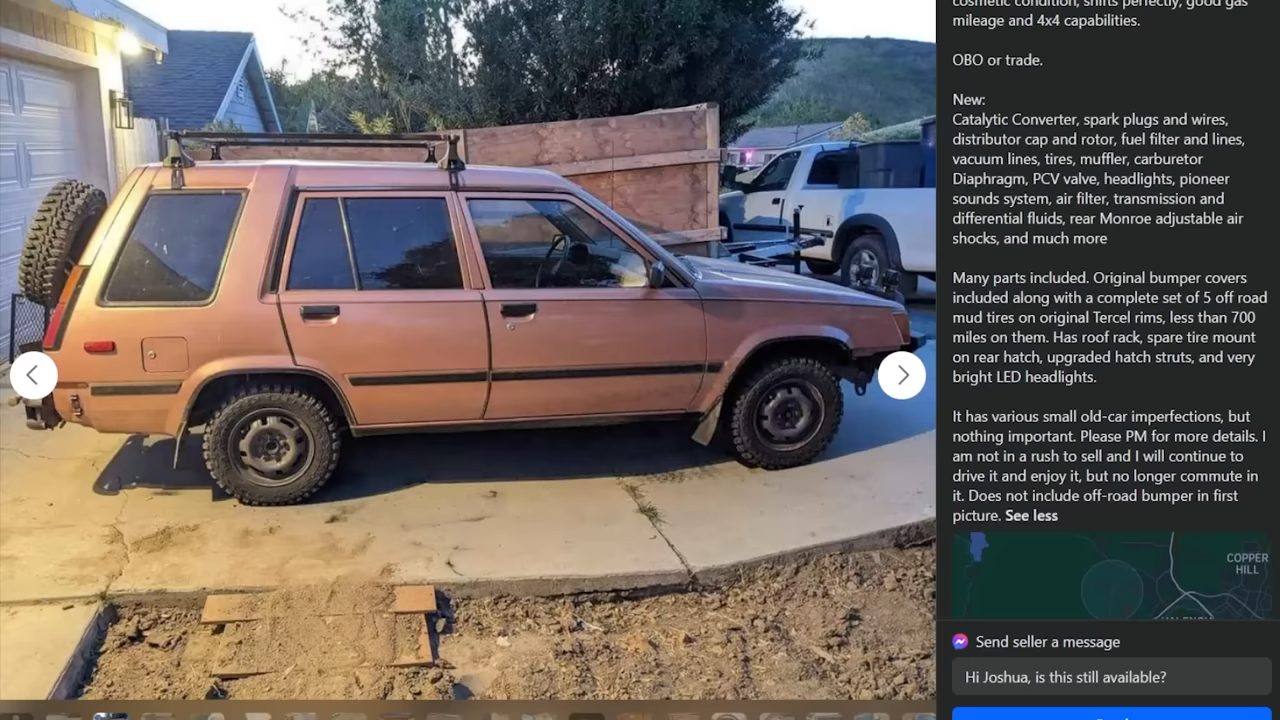 cosmetic condition, shifts perfectly, good gas
mileage and 4x4 capabilities.
OBO or trade.
New:
Catalytic Converter, spark plugs and wires,
distributor cap and rotor, fuel filter and lines,
vacuum lines, tires, muffler, carburetor
Diaphragm, PCV valve, headlights, pioneer
sounds system, air filter, transmission and
differential fluids, rear Monroe adjustable air
shocks, and much more
Many parts included. Original bumper covers
included along with a complete set of 5 off road
mud tires on original Tercel rims, less than 700
miles on them. Has roof rack, spare tire mount
on rear hatch, upgraded hatch struts, and very
bright LED headlights.
It has various small old-car imperfections, but
nothing important. Please PM for more details. I
am not in a rush to sell and I will continue to
drive it and enjoy it, but no longer commute in
it. Does not include off-road bumper in first
picture. See less
COPPER
HILL
Send seller a message
Hi Joshua, is this still available?